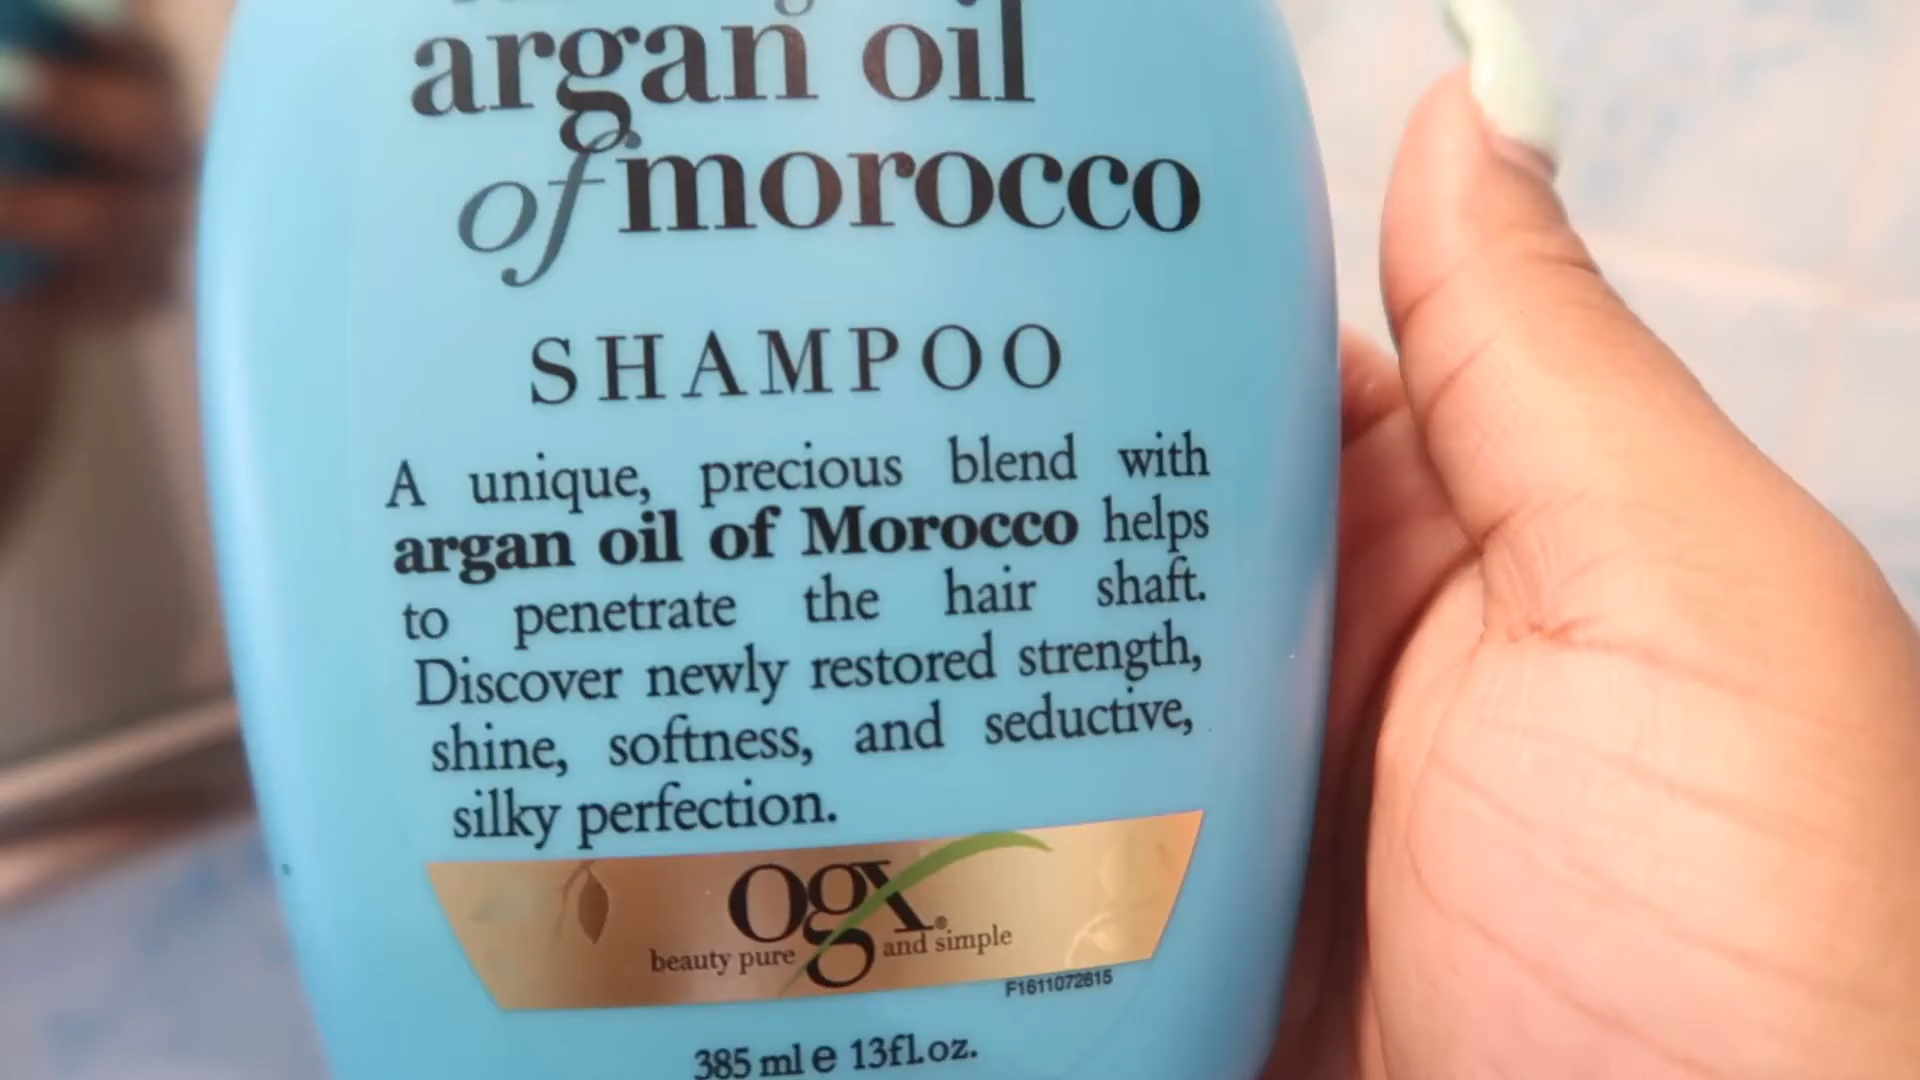 argan oil
of morocco
SHAMPOO
A unique, precious blend with
argan oil of Morocco helps
to penetrate the hair shaft.
Discover newly restored strength,
shine, softness, and seductive,
silky perfection.
ogx®
beauty pure and simple
F1611072815
385 ml e 13fl.oz.